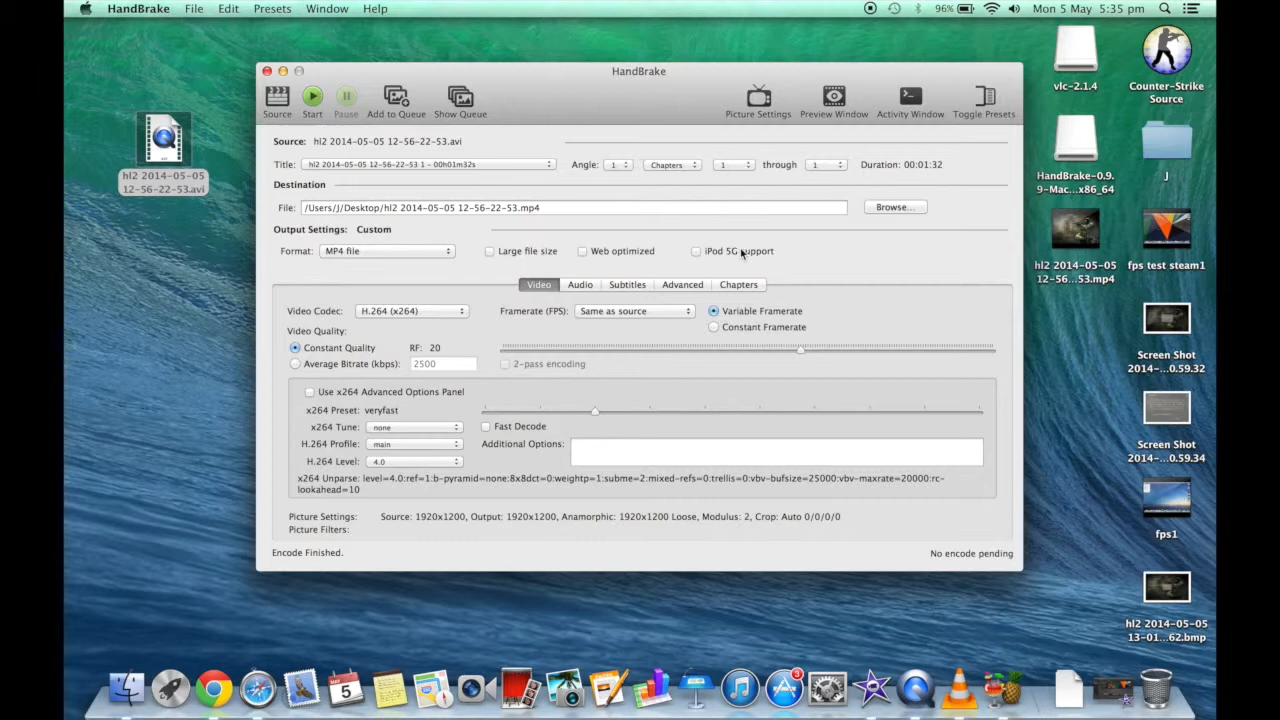 HandBrake File Edit Presets Window Help 96% Mon 5 May 5:35 pm
HandBrake
Source Start Pause Add to Queue Show Queue Picture Settings Preview Window Activity Window Toggle Presets
Source: hl2 2014-05-05 12-56-22-53.avi
Title: hl2 2014-05-05 12-56-22-53 1 - 00h01m32s Angle: 1 Chapters 1 through 1 Duration: 00:01:32
Destination
File: /Users/J/Desktop/hl2 2014-05-05 12-56-22-53.mp4 Browse...
Output Settings: Custom
Format: MP4 file Large file size Web optimized iPod 5G support
Video Audio Subtitles Advanced Chapters
Video Codec: H.264 (x264) Framerate (FPS): Same as source Variable Framerate
Constant Framerate
Video Quality:
Constant Quality RF: 20
Average Bitrate (kbps): 2500 2-pass encoding
Use x264 Advanced Options Panel
x264 Preset: veryfast
x264 Tune: none Fast Decode
H.264 Profile: main Additional Options:
H.264 Level: 4.0
x264 Unparse: level=4.0:ref=1:b-pyramid=none:8x8dct=0:weightp=1:subme=2:mixed-refs=0:trellis=0:vbv-bufsize=25000:vbv-maxrate=20000:rc-
lookahead=10
Picture Settings: Source: 1920x1200, Output: 1920x1200, Anamorphic: 1920x1200 Loose, Modulus: 2, Crop: Auto 0/0/0/0
Picture Filters:
Encode Finished. No encode pending
hl2 2014-05-05
12-56-22-53.avi
vlc-2.1.4
Counter-Strike
Source
HandBrake-0.9.
9-Mac...x86_64
J
hl2 2014-05-05
12-56...53.mp4
fps test steam1
Screen Shot
2014-...0.59.32
Screen Shot
2014-...0.59.34
fps1
hl2 2014-05-05
13-01...62.bmp
5
3